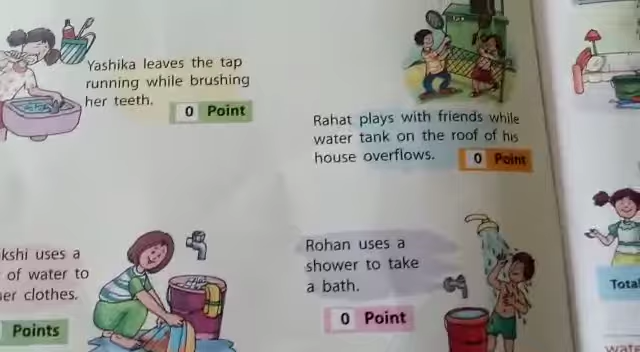 Yashika leaves the tap
running while brushing
her teeth.
0 Point
Rahat plays with friends while
water tank on the roof of his
house overflows.
0 Point
kshi uses a
of water to
er clothes.
Points
Rohan uses a
shower to take
a bath.
0 Point
Total
wate